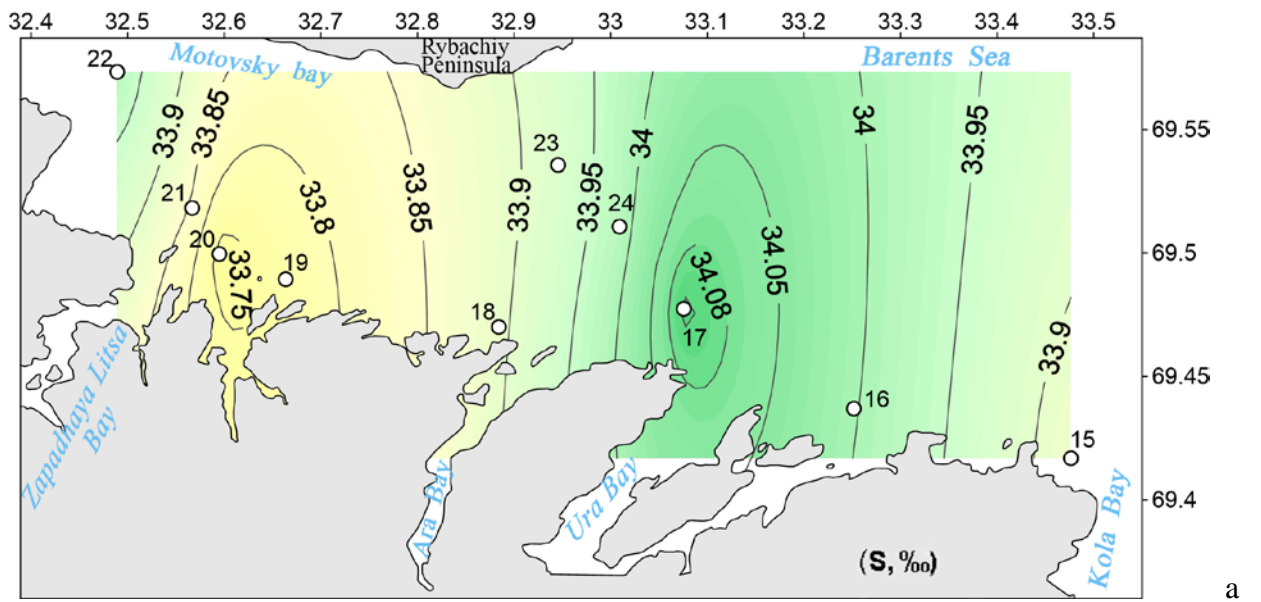 32.4 32.5 32.6 32.7 32.8 32.9 33 33.1 33.2 33.3 33.4 33.5
Rybachiy
Peninsula
Motovsky bay
Barents Sea
22
33.9
33.85
34
34
33.95
69.55
23
33.8
33.85
33.9
33.95
21
24
20
19
33.75
34.05
69.5
34.08
18
17
33.9
69.45
16
15
Zapadhaya Litsa
Bay
Ara Bay
Ura Bay
69.4
Kola Bay
(S, ‰)
a